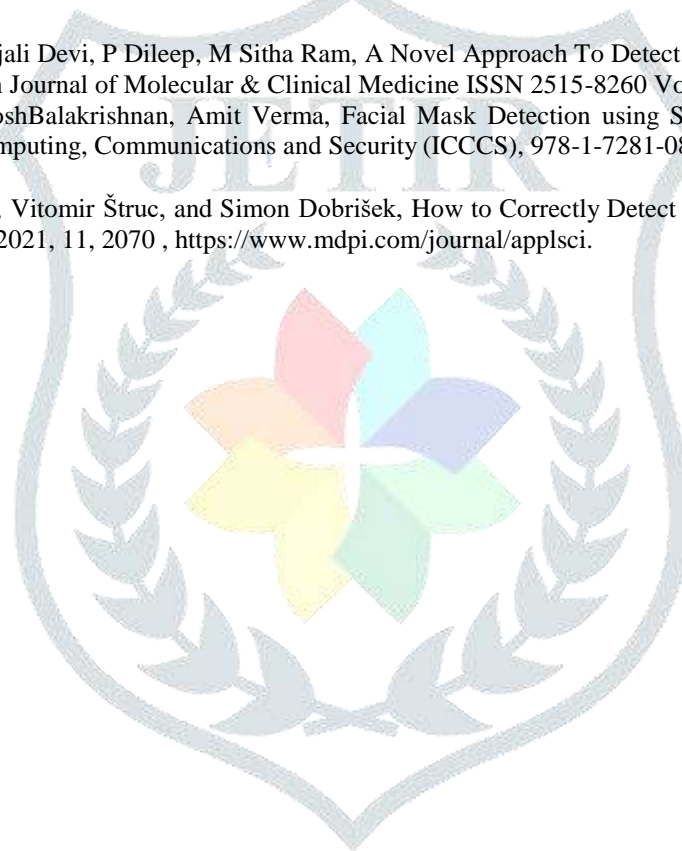 jali Devi, P Dileep, M Sitha Ram, A Novel Approach To Detect
n Journal of Molecular & Clinical Medicine ISSN 2515-8260 Vo
oshBalakrishnan, Amit Verma, Facial Mask Detection using S
mputing, Communications and Security (ICCCS), 978-1-7281-08
JETIR
, Vitomir Štruc, and Simon Dobrišek, How to Correctly Detect
2021, 11, 2070 , https://www.mdpi.com/journal/applsci.